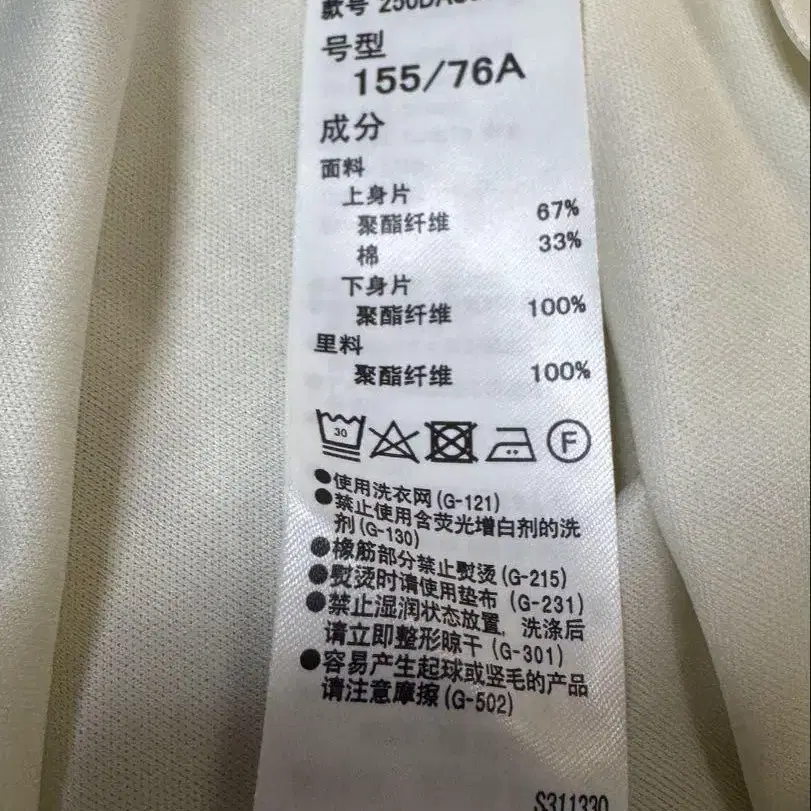 款号
号型
155/76A
成分
面料
上身片
聚酯纤维 67%
棉 33%
下身片
聚酯纤维 100%
里料
聚酯纤维 100%
30
F
●使用洗衣网(G-121)
●禁止使用含荧光增白剂的洗
剂(G-130)
●橡筋部分禁止熨烫(G-215)
●熨烫时请使用垫布(G-231)
●禁止湿润状态放置,洗涤后
请立即整形晾干(G-301)
●容易产生起球或竖毛的产品
请注意摩擦(G-502)
S311330